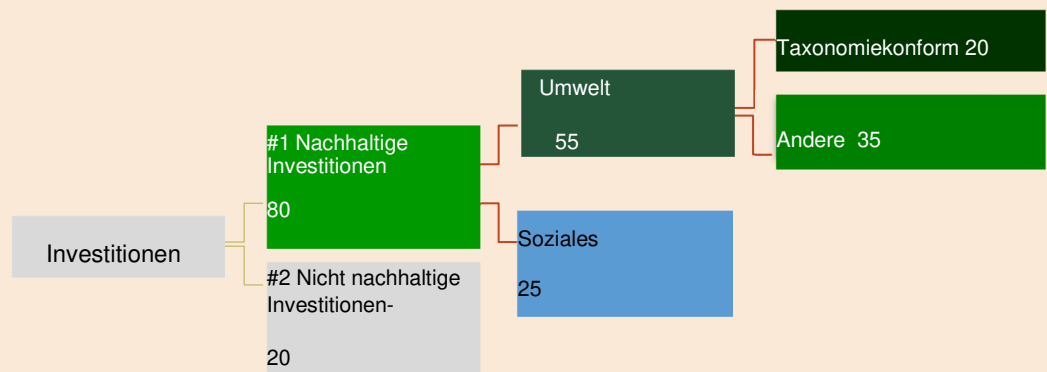 Investitionen
#1 Nachhaltige
Investitionen
80
#2 Nicht nachhaltige
Investitionen-
20
Umwelt
55
Soziales
25
Taxonomiekonform 20
Andere 35